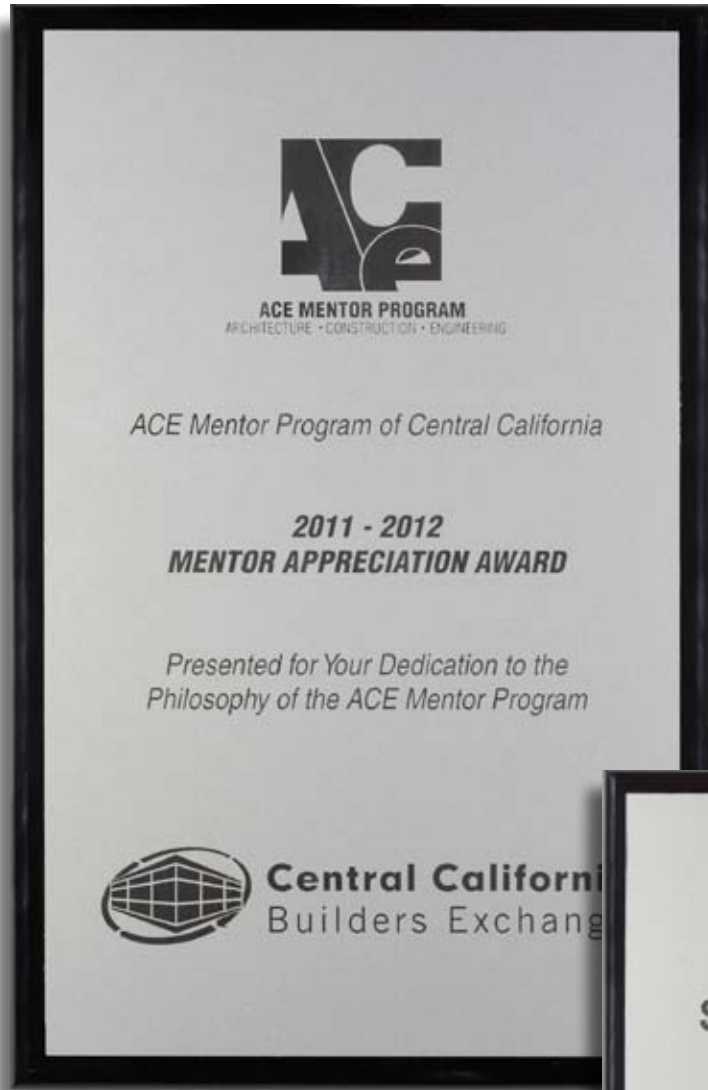 ACe
ACE MENTOR PROGRAM
ARCHITECTURE • CONSTRUCTION • ENGINEERING
ACE Mentor Program of Central California
2011 - 2012
MENTOR APPRECIATION AWARD
Presented for Your Dedication to the
Philosophy of the ACE Mentor Program
Central Californi
Builders Exchang
S